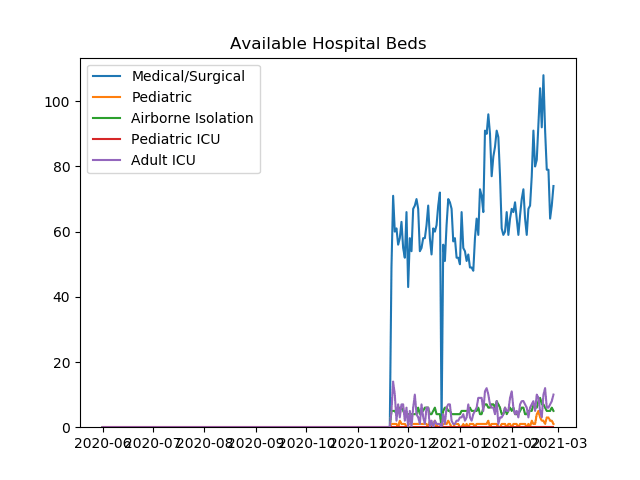 Available Hospital Beds
Medical/Surgical
Pediatric
Airborne Isolation
Pediatric ICU
Adult ICU
100
80
60
40
20
0
2020-06 2020-07 2020-08 2020-09 2020-10 2020-11 2020-12 2021-01 2021-02 2021-03